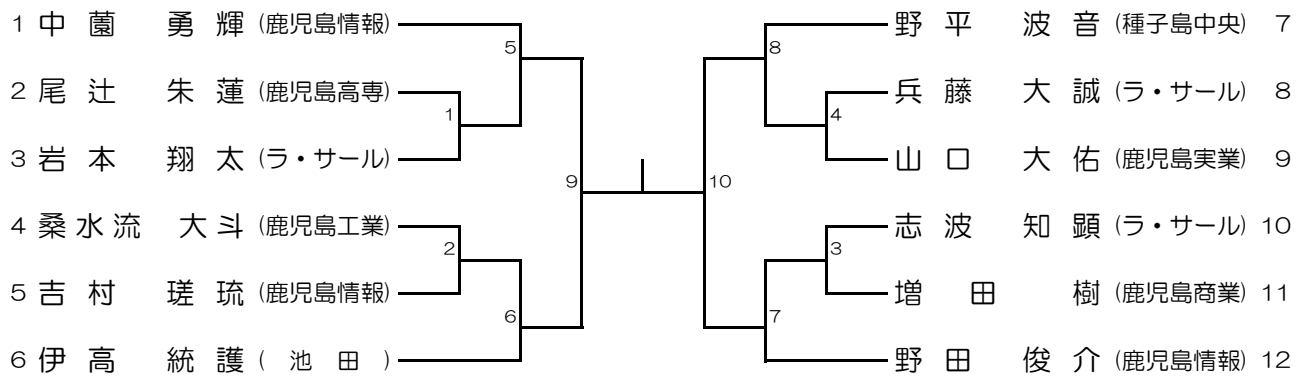 1 中薗 勇輝 (鹿児島情報)
2 尾辻 朱蓮 (鹿児島高専)
3 岩本 翔太 (ラ・サール)
4 桑水流 大斗 (鹿児島工業)
5 吉村 瑳琉 (鹿児島情報)
6 伊高 統護 (池田)
5
1
9
2
6
野平 波音 (種子島中央) 7
兵藤 大誠 (ラ・サール) 8
山口 大佑 (鹿児島実業) 9
志波 知顕 (ラ・サール) 10
増田 樹 (鹿児島商業) 11
野田 俊介 (鹿児島情報) 12
8
4
10
3
7